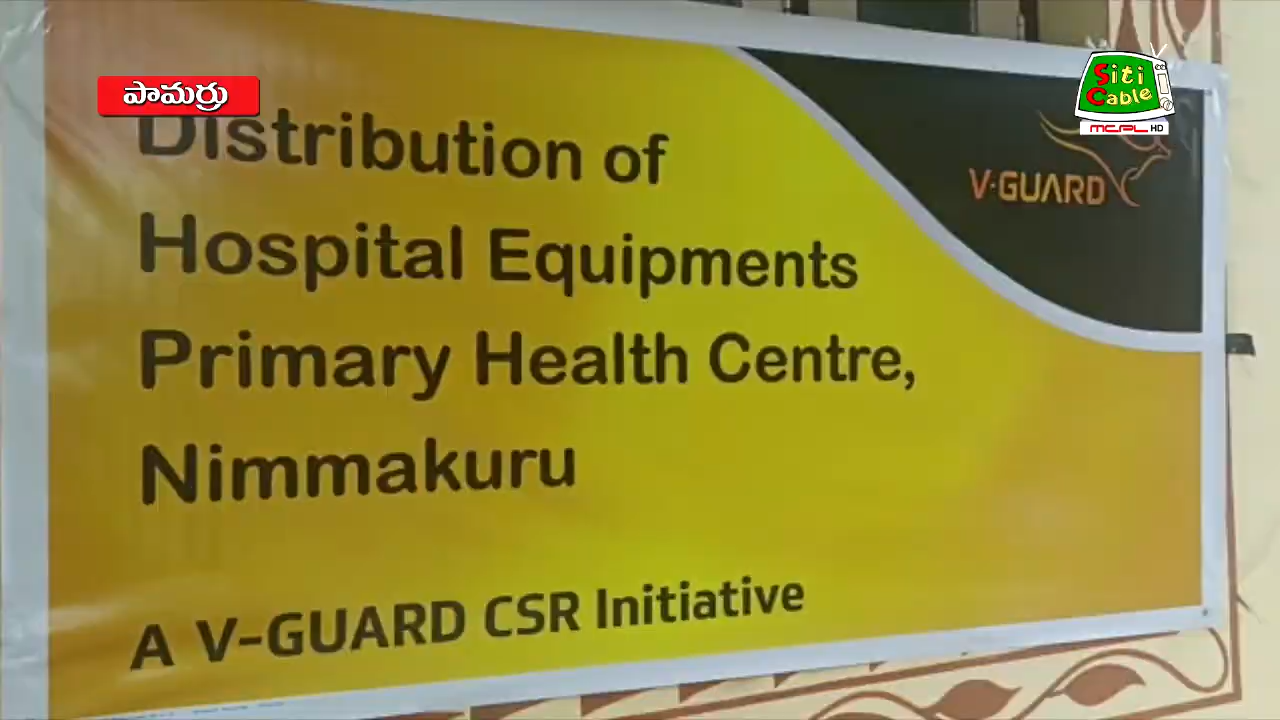 పామర్రు
Siti
Cable
MCPL HD
V-GUARD
Distribution of
Hospital Equipments
Primary Health Centre,
Nimmakuru
A V-GUARD CSR Initiative